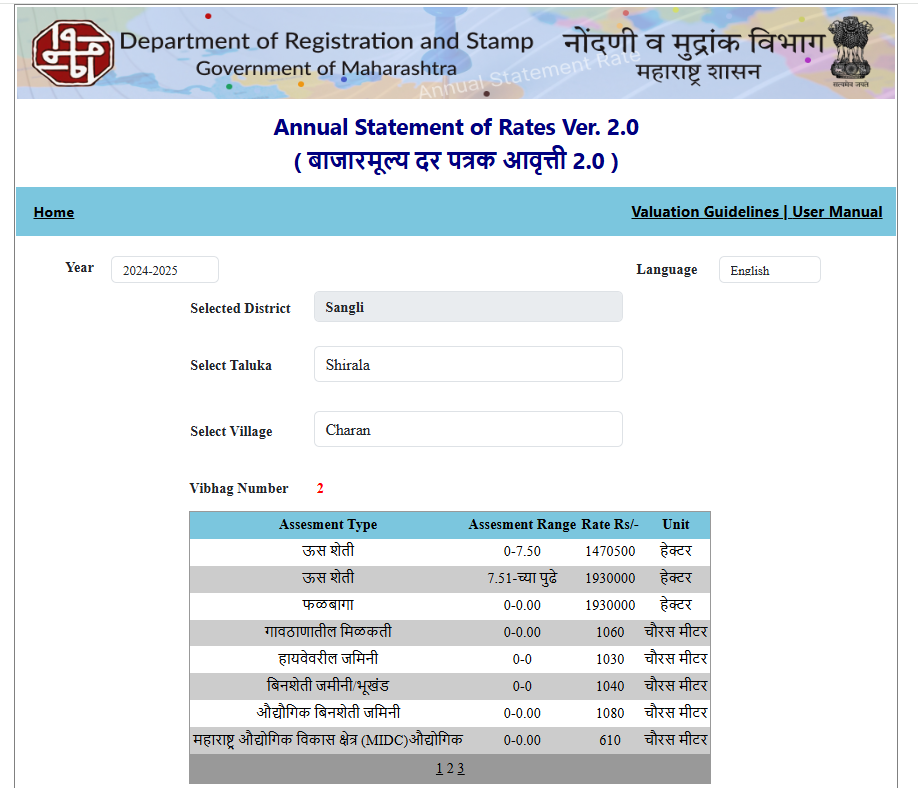 Department of Registration and Stamp
Government of Maharashtra
नोंदणी व मुद्रांक विभाग
महाराष्ट्र शासन
सत्यमेव जयते
Annual Statement Rate
Annual Statement of Rates Ver. 2.0
( बाजारमूल्य दर पत्रक आवृत्ती 2.0 )
Home Valuation Guidelines | User Manual
Year 2024-2025 Language English
Selected District Sangli
Select Taluka Shirala
Select Village Charan
Vibhag Number 2
Assesment Type Assesment Range Rate Rs/- Unit
ऊस शेती 0-7.50 1470500 हेक्टर
ऊस शेती 7.51-च्या पुढे 1930000 हेक्टर
फळबागा 0-0.00 1930000 हेक्टर
गावठाणातील मिळकती 0-0.00 1060 चौरस मीटर
हायवेवरील जमिनी 0-0 1030 चौरस मीटर
बिनशेती जमीनी/भूखंड 0-0 1040 चौरस मीटर
औद्यौगिक बिनशेती जमिनी 0-0.00 1080 चौरस मीटर
महाराष्ट्र औद्योगिक विकास क्षेत्र (MIDC)औद्योगिक 0-0.00 610 चौरस मीटर
1 2 3